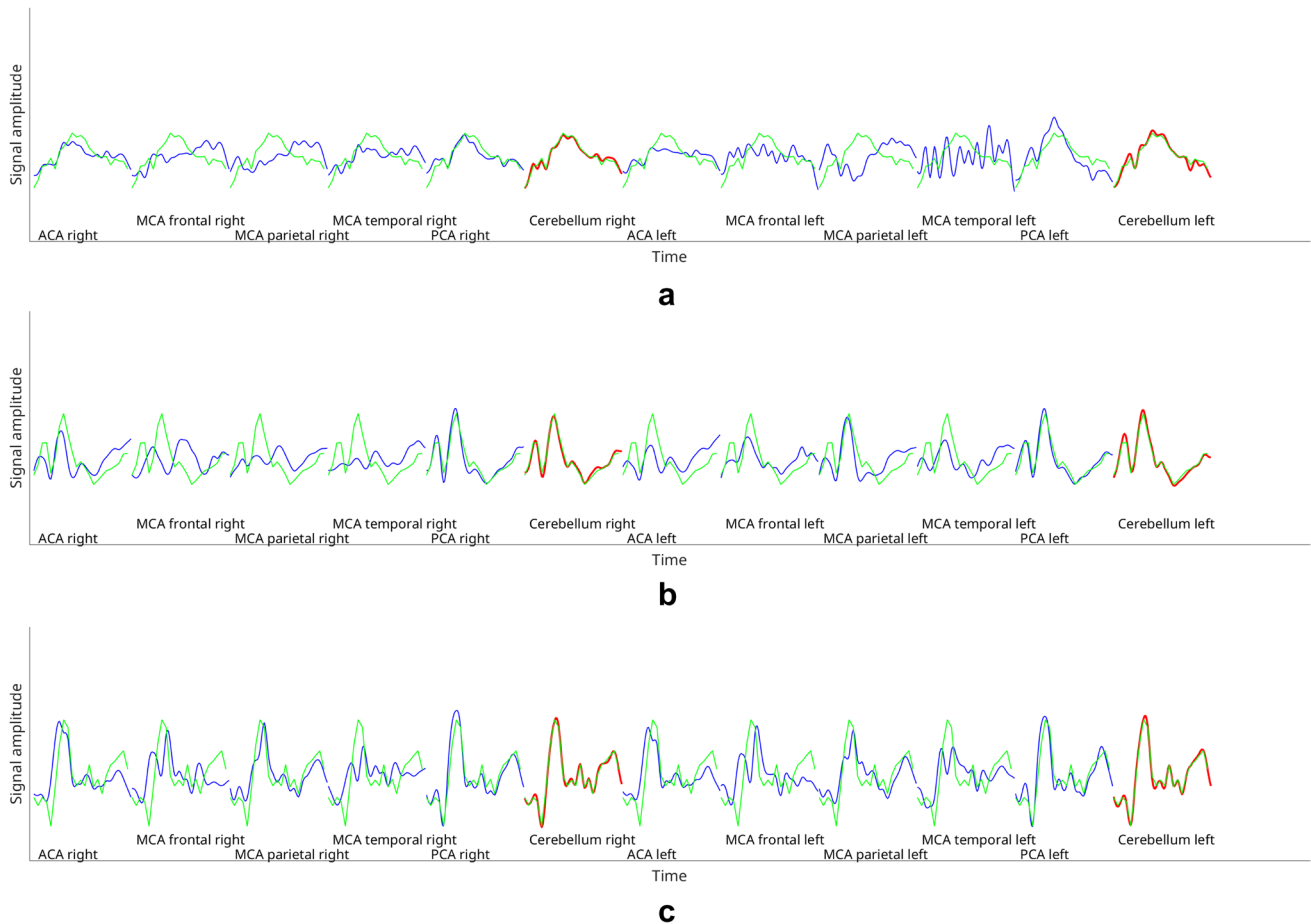 Signal amplitude
MCA frontal right MCA temporal right Cerebellum right MCA frontal left MCA temporal left Cerebellum left
ACA right MCA parietal right PCA right ACA left MCA parietal left PCA left
Time
a
Signal amplitude
MCA frontal right MCA temporal right Cerebellum right MCA frontal left MCA temporal left Cerebellum left
ACA right MCA parietal right PCA right ACA left MCA parietal left PCA left
Time
b
Signal amplitude
MCA frontal right MCA temporal right Cerebellum right MCA frontal left MCA temporal left Cerebellum left
ACA right MCA parietal right PCA right ACA left MCA parietal left PCA left
Time
c